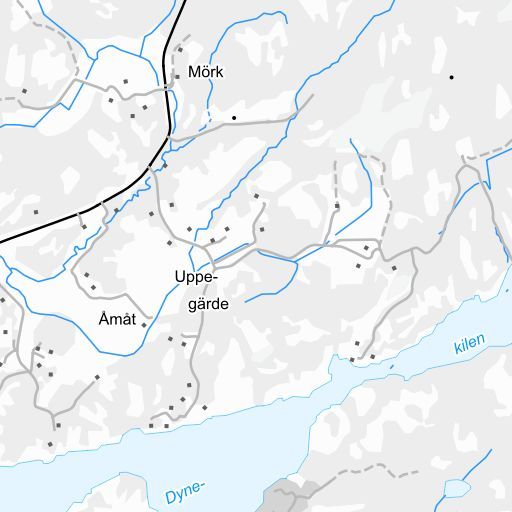 Mörk
Uppe-
gärde
Åmåt
kilen
Dyne-